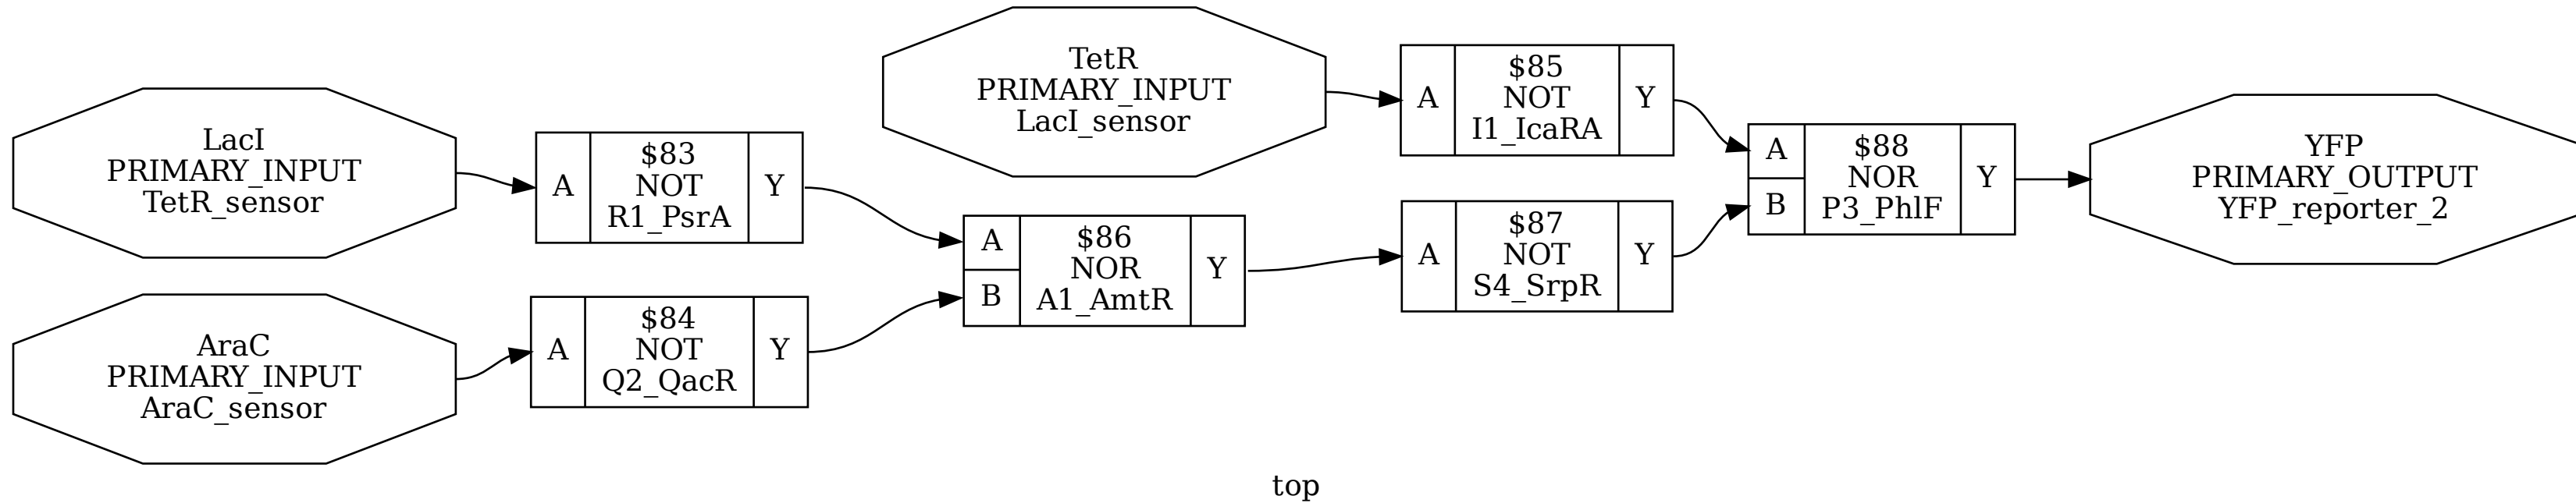 LacI
PRIMARY_INPUT
TetR_sensor
AraC
PRIMARY_INPUT
AraC_sensor
A
$83
NOT
R1_PsrA
Y
A
$84
NOT
Q2_QacR
Y
TetR
PRIMARY_INPUT
LacI_sensor
A
B
$86
NOR
A1_AmtR
Y
A
$85
NOT
I1_IcaRA
Y
A
$87
NOT
S4_SrpR
Y
A
B
$88
NOR
P3_PhlF
Y
YFP
PRIMARY_OUTPUT
YFP_reporter_2
top